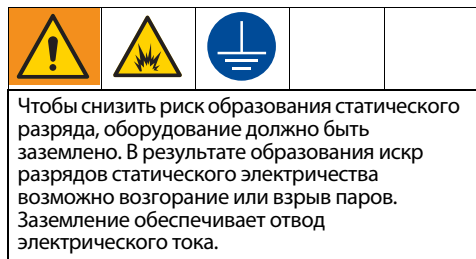 Чтобы снизить риск образования статического
разряда, оборудование должно быть
заземлено. В результате образования искр
разрядов статического электричества
возможно возгорание или взрыв паров.
Заземление обеспечивает отвод
электрического тока.